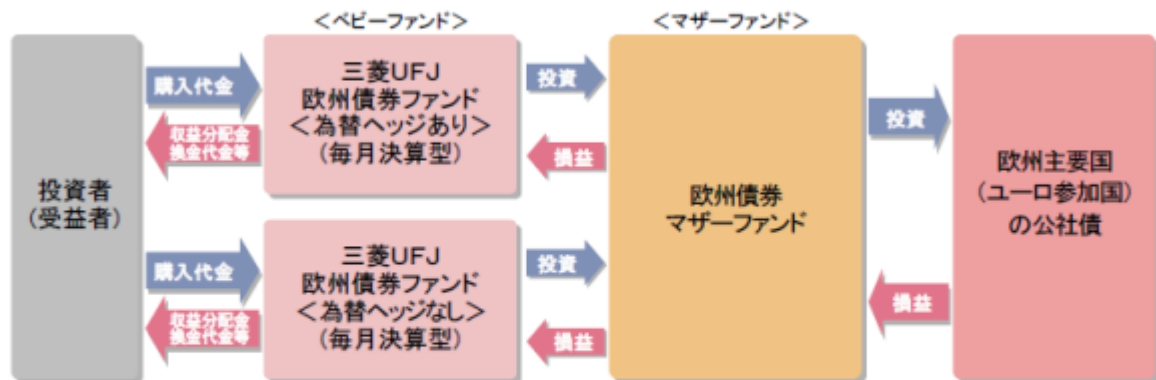 ＜ベビーファンド＞
＜マザーファンド＞
投資者
（受益者）
購入代金
収益分配金
換金代金等
三菱ＵＦＪ
欧州債券ファンド
＜為替ヘッジあり＞
（毎月決算型）
投資
損益
購入代金
収益分配金
換金代金等
三菱ＵＦＪ
欧州債券ファンド
＜為替ヘッジなし＞
（毎月決算型）
投資
損益
欧州債券
マザーファンド
投資
損益
欧州主要国
（ユーロ参加国）
の公社債